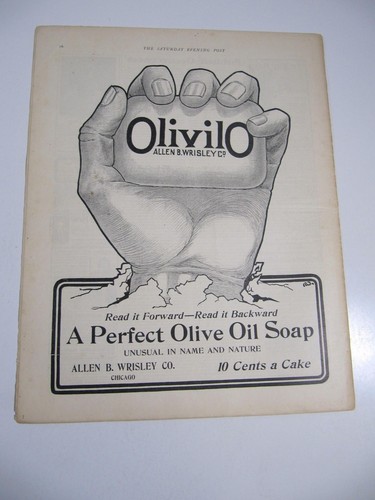 THE SATURDAY EVENING POST
Olivilo
ALLEN B. WRISLEY CO.
Read it Forward—Read it Backward
A Perfect Olive Oil Soap
UNUSUAL IN NAME AND NATURE
ALLEN B. WRISLEY CO.
10 Cents a Cake
CHICAGO